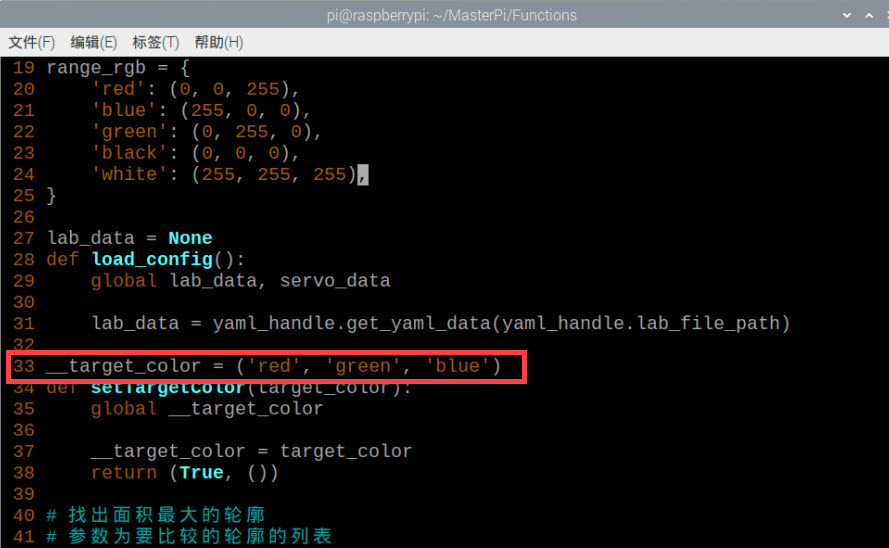 pi@raspberrypi: ~/MasterPi/Functions
文件(F) 编辑(E) 标签(T) 帮助(H)
19 range_rgb = {
20     'red': (0, 0, 255),
21     'blue': (255, 0, 0),
22     'green': (0, 255, 0),
23     'black': (0, 0, 0),
24     'white': (255, 255, 255),
25 }
26
27 lab_data = None
28 def load_config():
29     global lab_data, servo_data
30
31     lab_data = yaml_handle.get_yaml_data(yaml_handle.lab_file_path)
32
33 __target_color = ('red', 'green', 'blue')
34 def setTargetColor(target_color):
35     global __target_color
36
37     __target_color = target_color
38     return (True, ())
39
40 # 找出面积最大的轮廓
41 # 参数为要比较的轮廓的列表